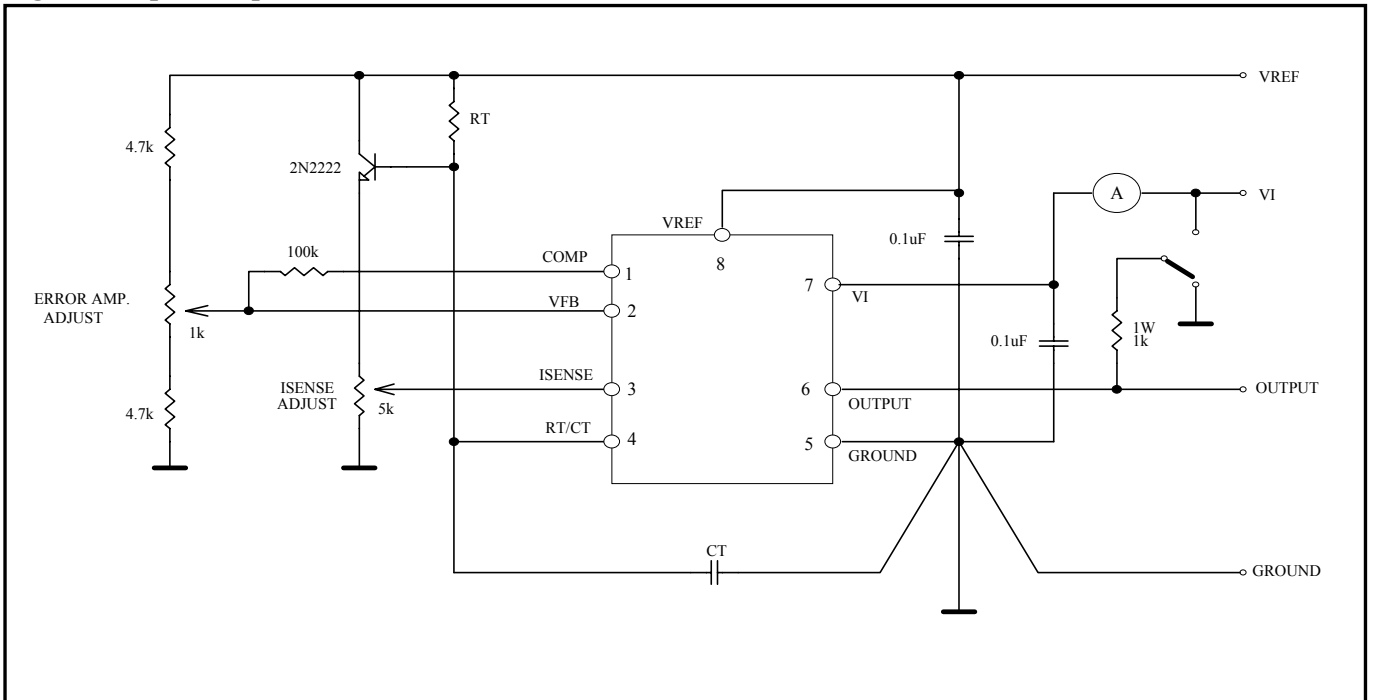 VREF
RT
4.7k
2N2222
A
VI
VREF
8
0.1uF
100k
COMP
1
7
VI
ERROR AMP.
ADJUST
1k
VFB
2
1W
1k
0.1uF
ISENSE
ADJUST
5k
ISENSE
3
6
OUTPUT
OUTPUT
4.7k
RT/CT
4
5
GROUND
CT
GROUND